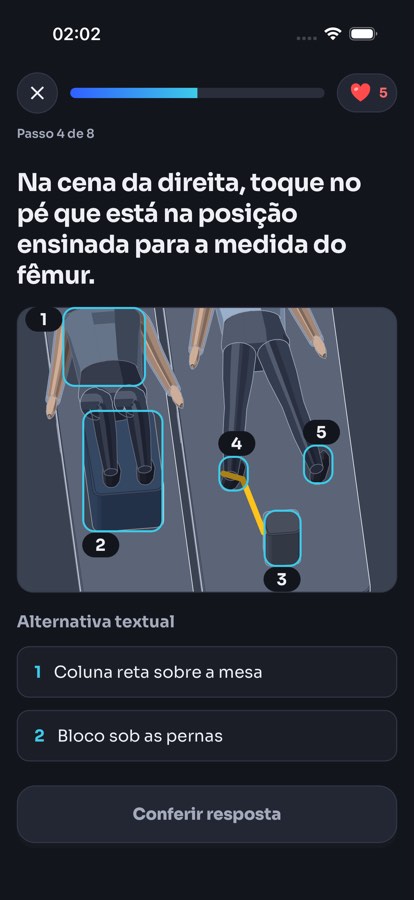 02:02
5
Passo 4 de 8
Na cena da direita, toque no
pé que está na posição
ensinada para a medida do
fêmur.
1
4
5
2
3
Alternativa textual
1 Coluna reta sobre a mesa
2 Bloco sob as pernas
Conferir resposta